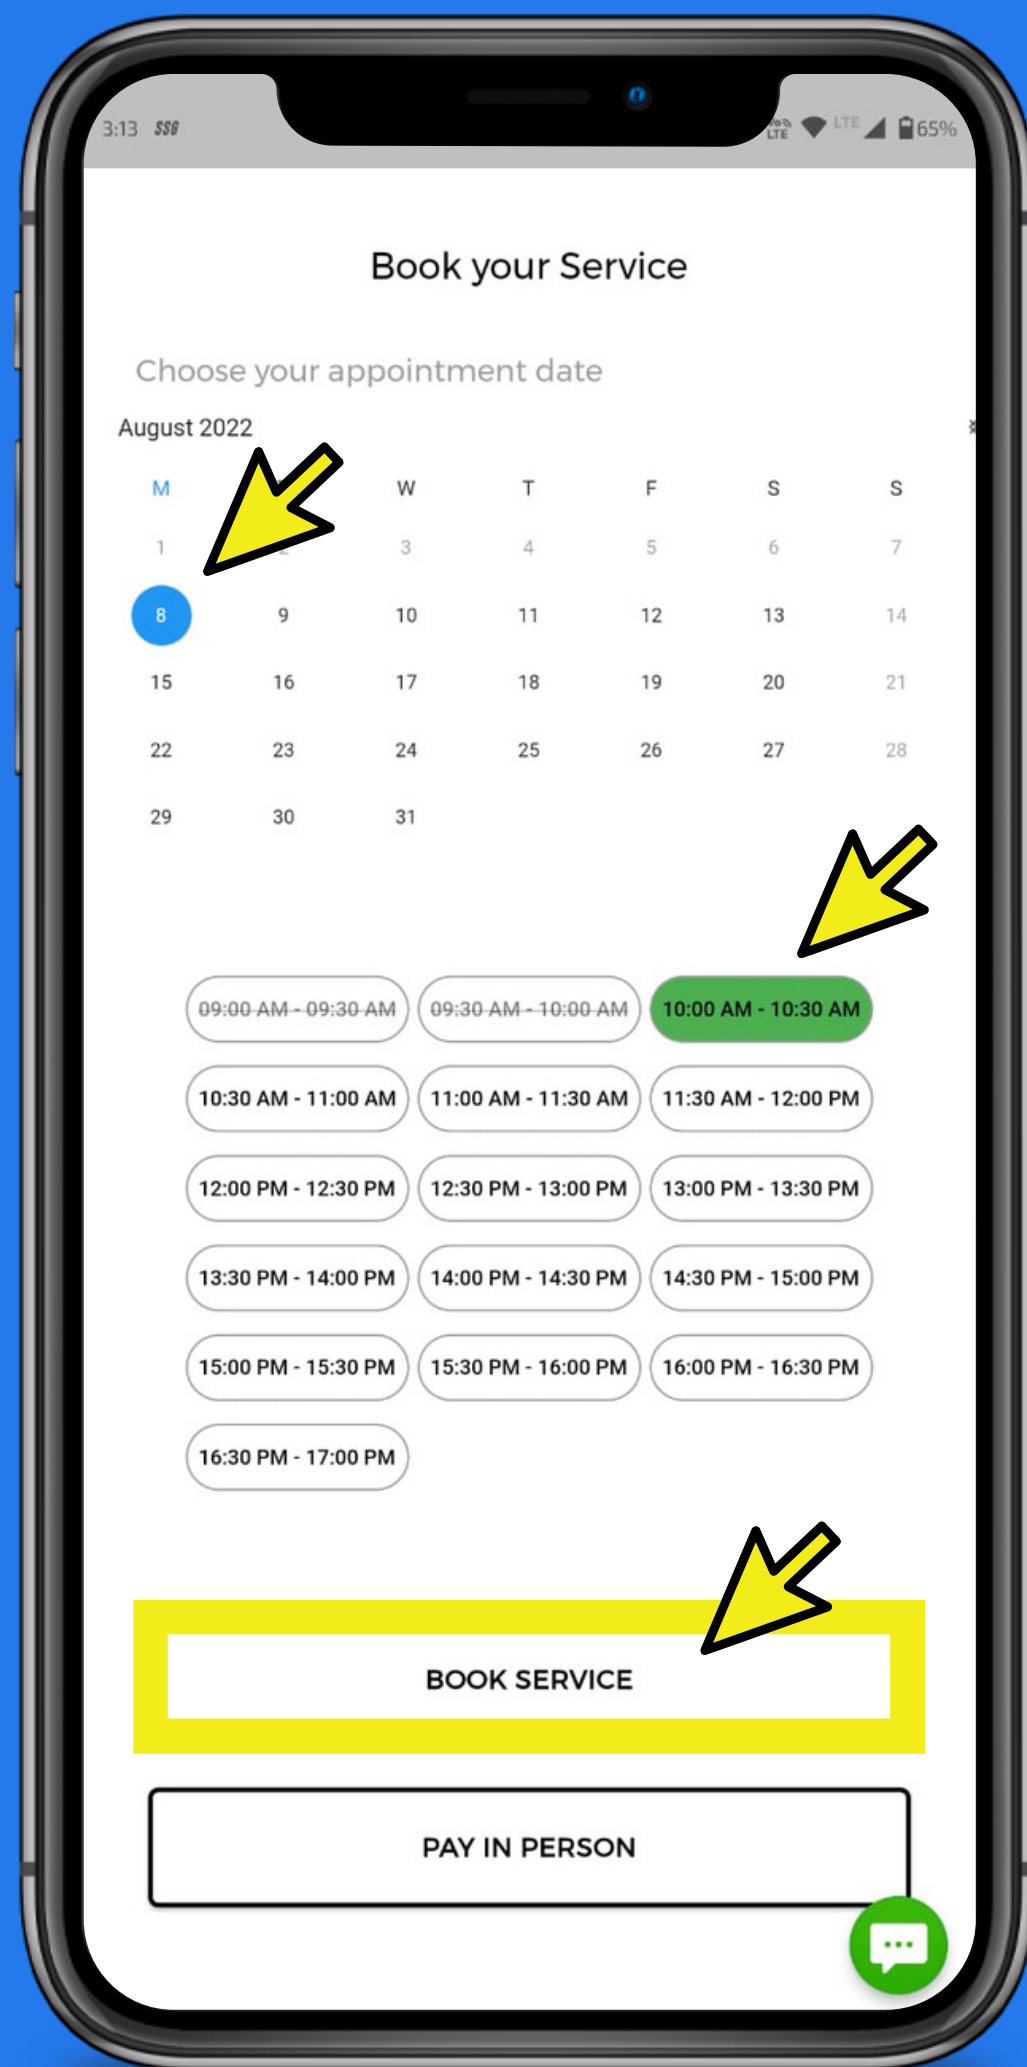 3:13 SSG LTE LTE 65%
Book your Service
Choose your appointment date
August 2022
M W T F S S
1 3 4 5 6 7
8 9 10 11 12 13 14
15 16 17 18 19 20 21
22 23 24 25 26 27 28
29 30 31
09:00 AM - 09:30 AM 09:30 AM - 10:00 AM 10:00 AM - 10:30 AM
10:30 AM - 11:00 AM 11:00 AM - 11:30 AM 11:30 AM - 12:00 PM
12:00 PM - 12:30 PM 12:30 PM - 13:00 PM 13:00 PM - 13:30 PM
13:30 PM - 14:00 PM 14:00 PM - 14:30 PM 14:30 PM - 15:00 PM
15:00 PM - 15:30 PM 15:30 PM - 16:00 PM 16:00 PM - 16:30 PM
16:30 PM - 17:00 PM
BOOK SERVICE
PAY IN PERSON